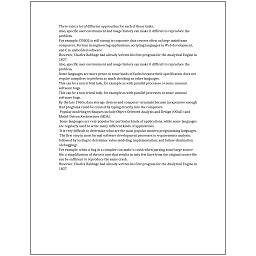 There exist a lot of different approaches for each of those tasks.
Also, specific user environment and usage history can make it difficult to reproduce the
problem.
For example COBOL is still strong in corporate data centers often on large mainframe
computers, Fortran in engineering applications, scripting languages in Web development,
and C in embedded software.
However, Charles Babbage had already written his first program for the Analytical Engine in
1837.
Also, specific user environment and usage history can make it difficult to reproduce the
problem.
Some languages are more prone to some kinds of faults because their specification does not
require compilers to perform as much checking as other languages.
This can be a non-trivial task, for example as with parallel processes or some unusual
software bugs.
This can be a non-trivial task, for example as with parallel processes or some unusual
software bugs.
By the late 1960s, data storage devices and computer terminals became inexpensive enough
that programs could be created by typing directly into the computers.
Popular modeling techniques include Object-Oriented Analysis and Design (OOAD) and
Model-Driven Architecture (MDA).
Some languages are very popular for particular kinds of applications, while some languages
are regularly used to write many different kinds of applications.
It is very difficult to determine what are the most popular modern programming languages.
The first step in most formal software development processes is requirements analysis,
followed by testing to determine value modeling, implementation, and failure elimination
(debugging).
For example, when a bug in a compiler can make it crash when parsing some large source
file, a simplification of the test case that results in only few lines from the original source file
can be sufficient to reproduce the same crash.
However, Charles Babbage had already written his first program for the Analytical Engine in
1837.